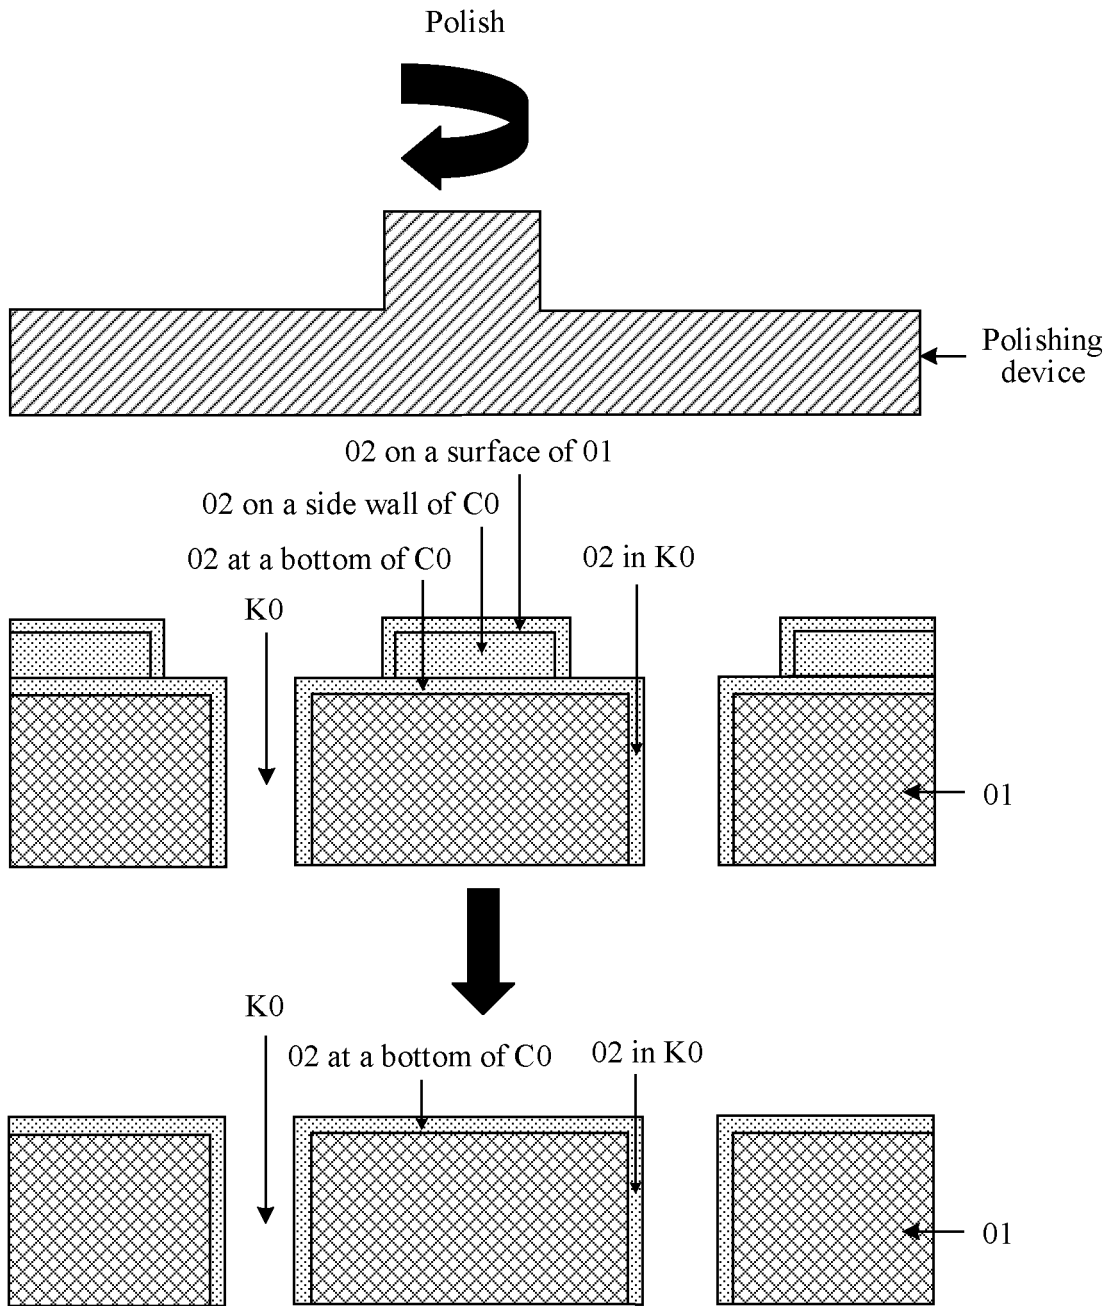 Polish
Polishing
device
02 on a surface of 01
02 on a side wall of C0
02 at a bottom of C0
02 in K0
K0
01
K0
02 at a bottom of C0
02 in K0
01